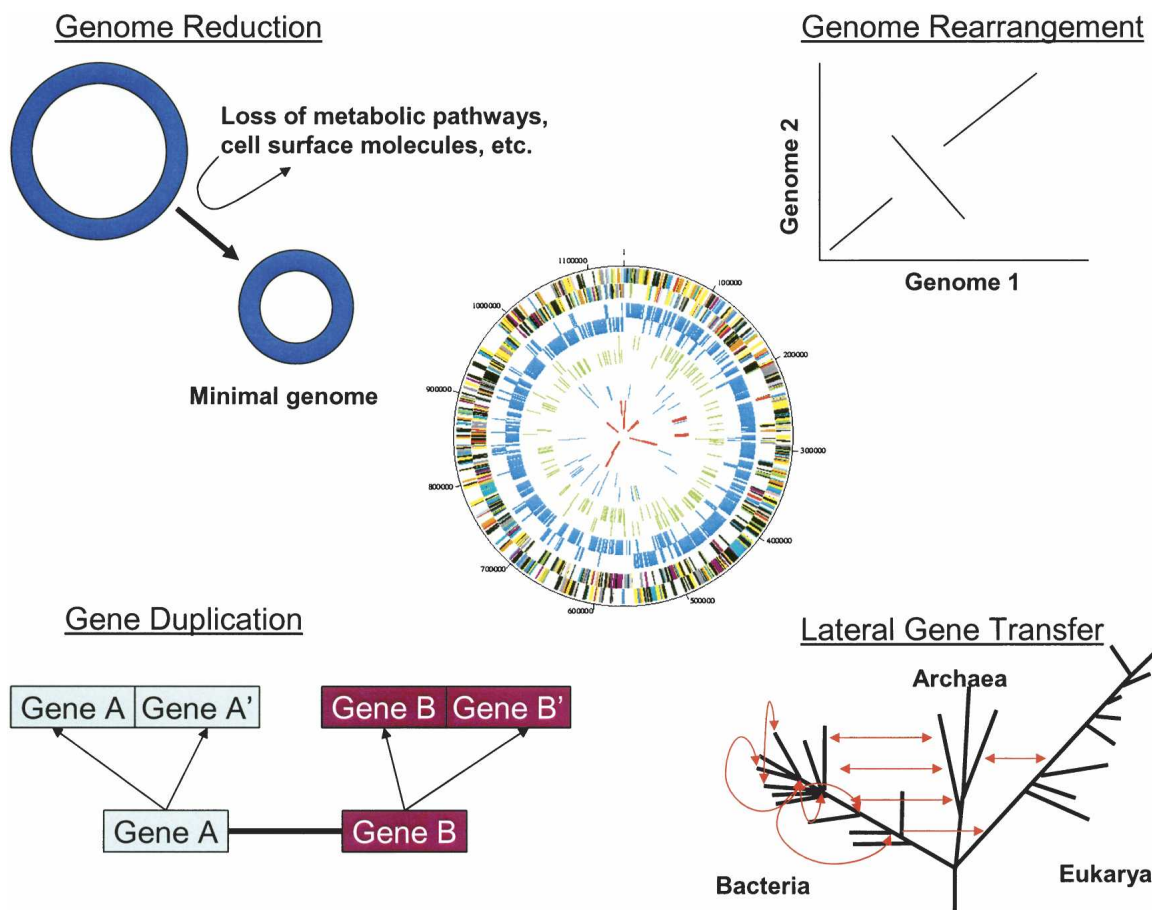 Genome Reduction
Loss of metabolic pathways,
cell surface molecules, etc.
Minimal genome
Genome Rearrangement
Genome 2
Genome 1
1
100000
200000
300000
400000
500000
600000
700000
800000
900000
1000000
1100000
Gene Duplication
Gene A
Gene A’
Gene B
Gene B’
Gene A
Gene B
Lateral Gene Transfer
Archaea
Bacteria
Eukarya